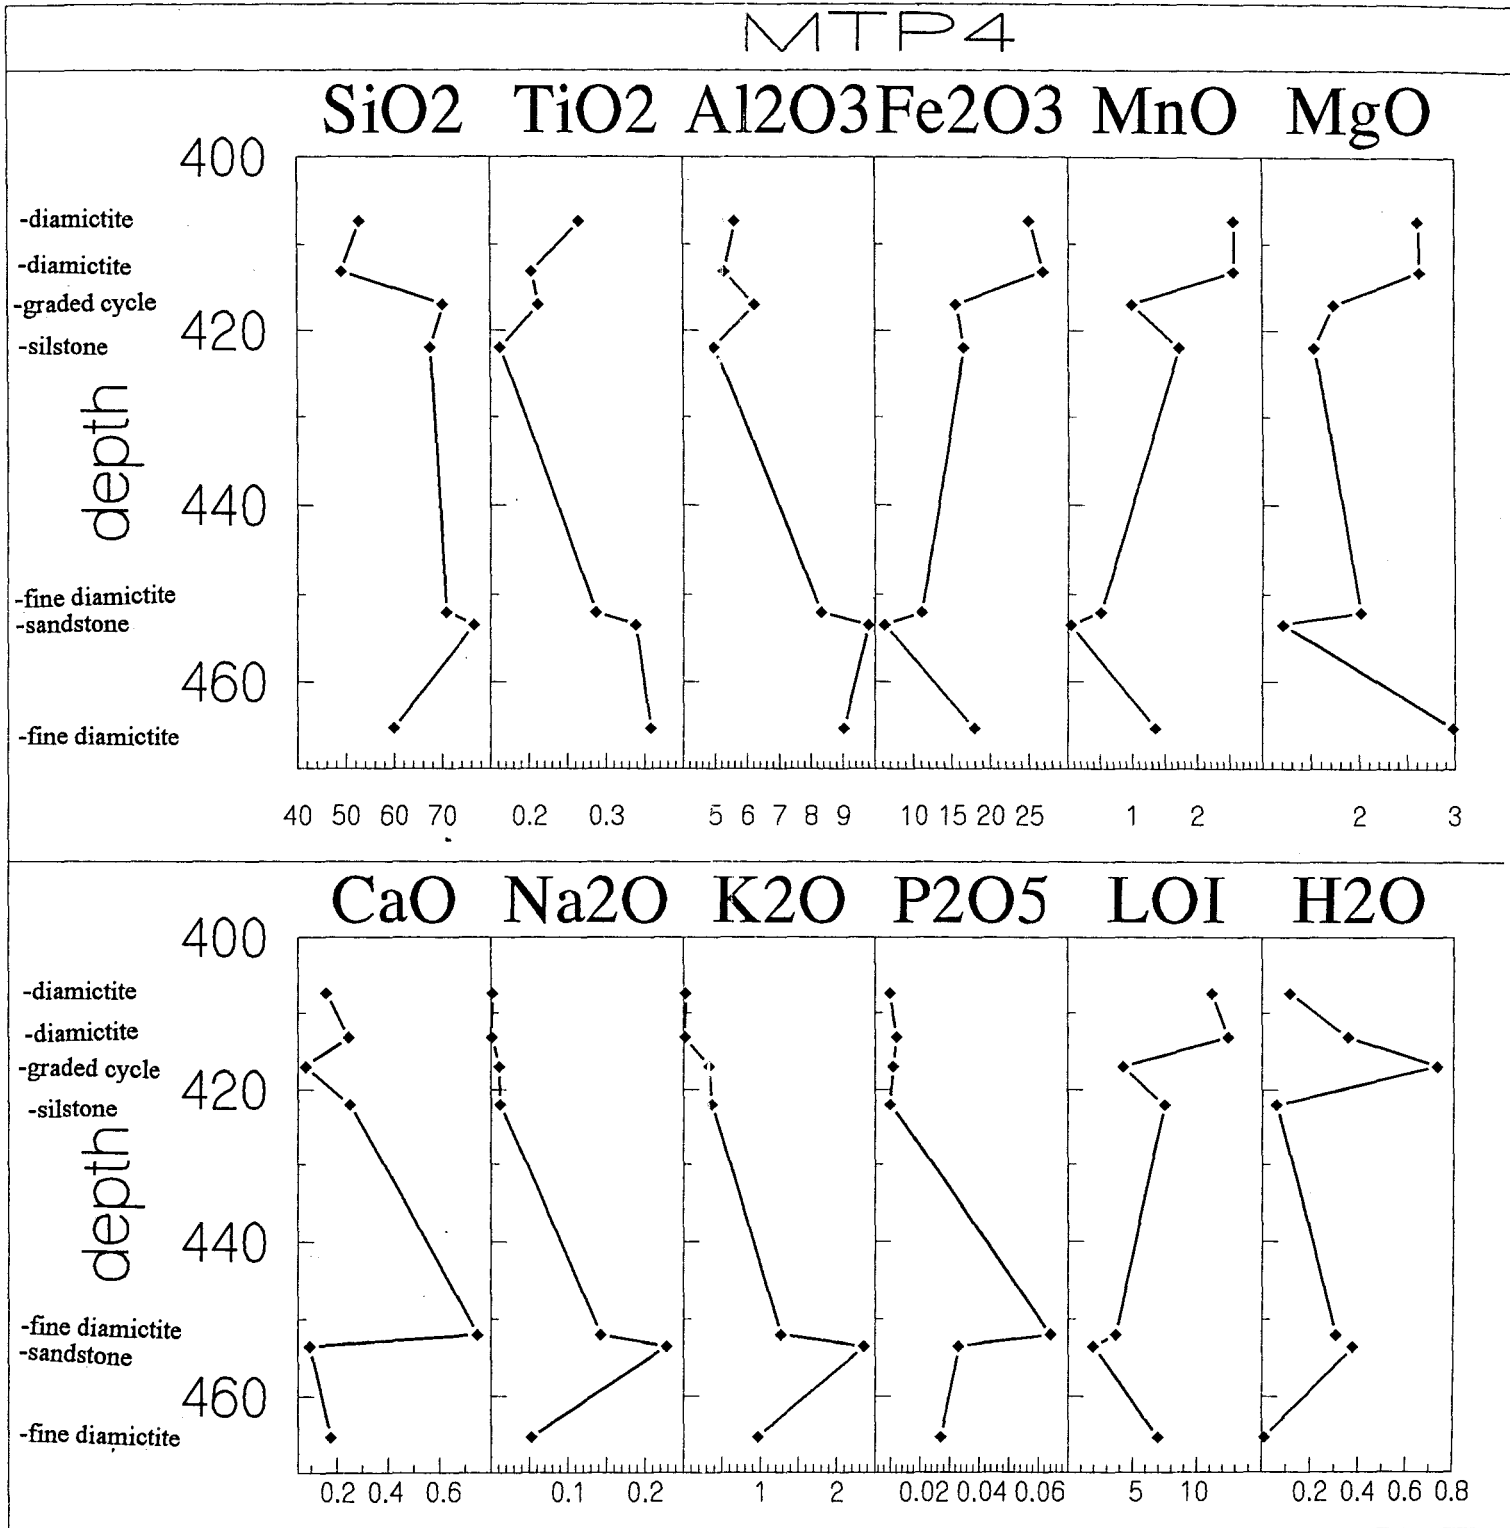 MTP4
SiO2 TiO2 Al2O3 Fe2O3 MnO MgO
400
-diamictite
-diamictite
-graded cycle
420
-silstone
depth
440
-fine diamictite
-sandstone
460
-fine diamictite
40 50 60 70 0.2 0.3 5 6 7 8 9 10 15 20 25 1 2 2 3
CaO Na2O K2O P2O5 LOI H2O
400
-diamictite
-diamictite
-graded cycle
420
-silstone
depth
440
-fine diamictite
-sandstone
460
-fine diamictite
0.2 0.4 0.6 0.1 0.2 1 2 0.02 0.04 0.06 5 10 0.2 0.4 0.6 0.8